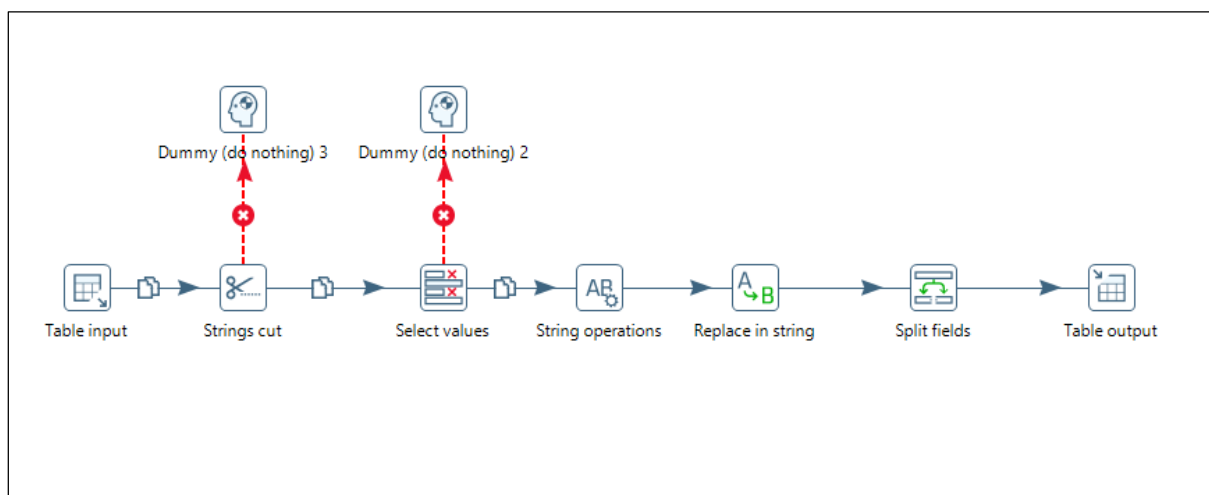 Dummy (do nothing) 3
Dummy (do nothing) 2
Table input
Strings cut
Select values
AB
String operations
A
B
Replace in string
Split fields
Table output